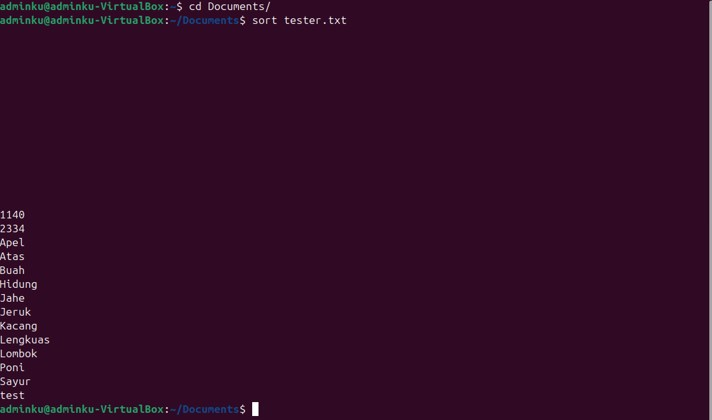 adminku@adminku-VirtualBox:~$ cd Documents/
adminku@adminku-VirtualBox:~/Documents$ sort tester.txt
1140
2334
Apel
Atas
Buah
Hidung
Jahe
Jeruk
Kacang
Lengkuas
Lombok
Poni
Sayur
test
adminku@adminku-VirtualBox:~/Documents$